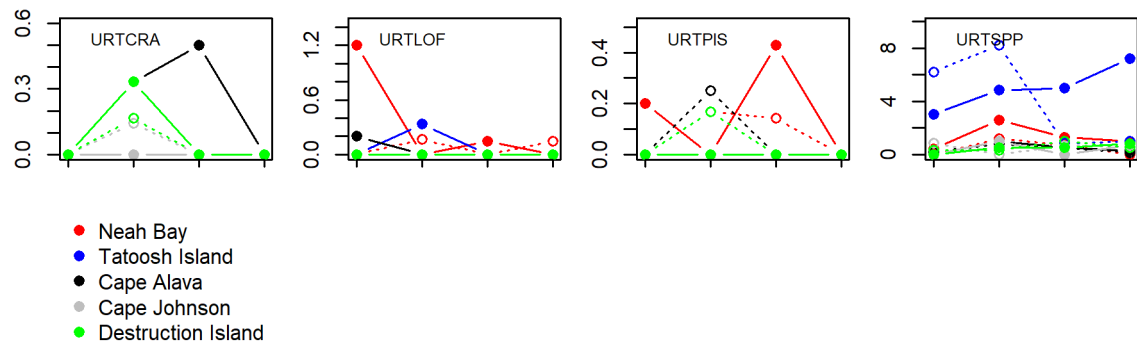 URTCRA
0.0 0.3 0.6
URTLOF
0.0 0.6 1.2
URTPIS
0.0 0.2 0.4
URTSPP
0 4 8
Neah Bay
Tatoosh Island
Cape Alava
Cape Johnson
Destruction Island